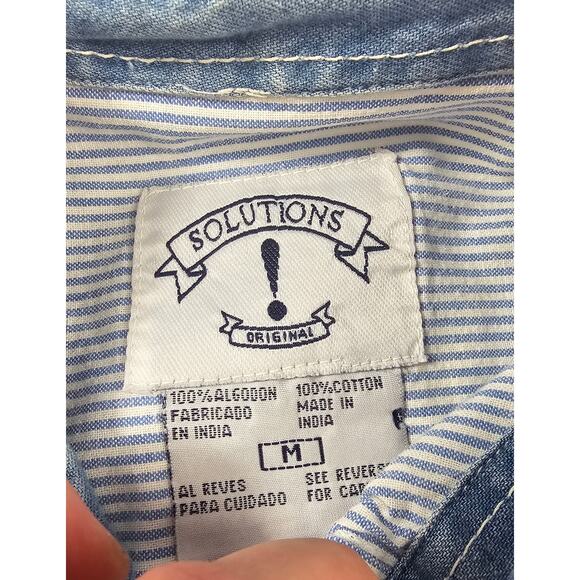 SOLUTIONS
!
ORIGINAL
100% ALGODON 100% COTTON
FABRICADO MADE IN
EN INDIA INDIA
M
AL REVES SEE REVERS
PARA CUIDADO FOR CAR